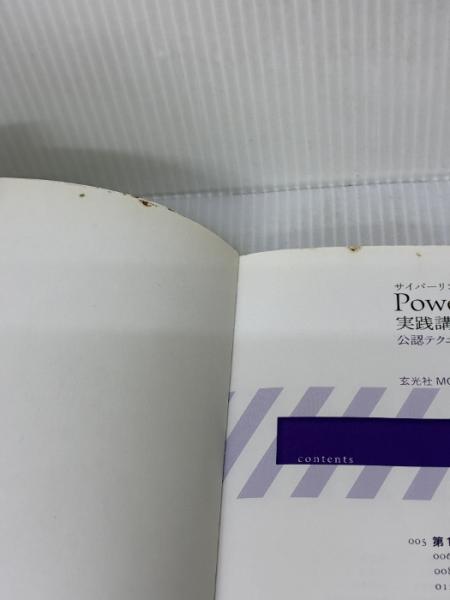 サイバーリン
Powe
実践講
公認テクニ
玄光社 MO
contents
005 第1
006
008
01